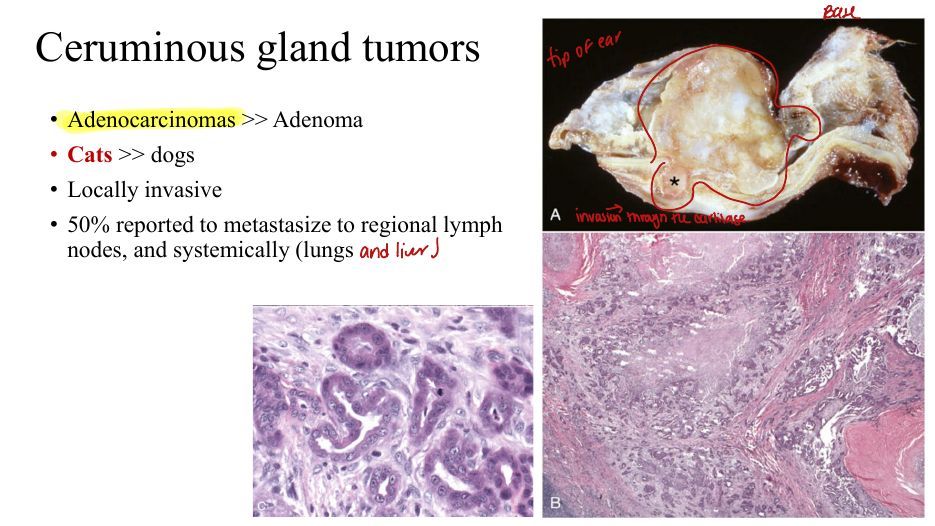 Ceruminous gland tumors
• Adenocarcinomas >> Adenoma
• Cats >> dogs
• Locally invasive
• 50% reported to metastasize to regional lymph
nodes, and systemically (lungs and liver)
Base
tip of ear
*
A
invasion through the cartilage
B
C